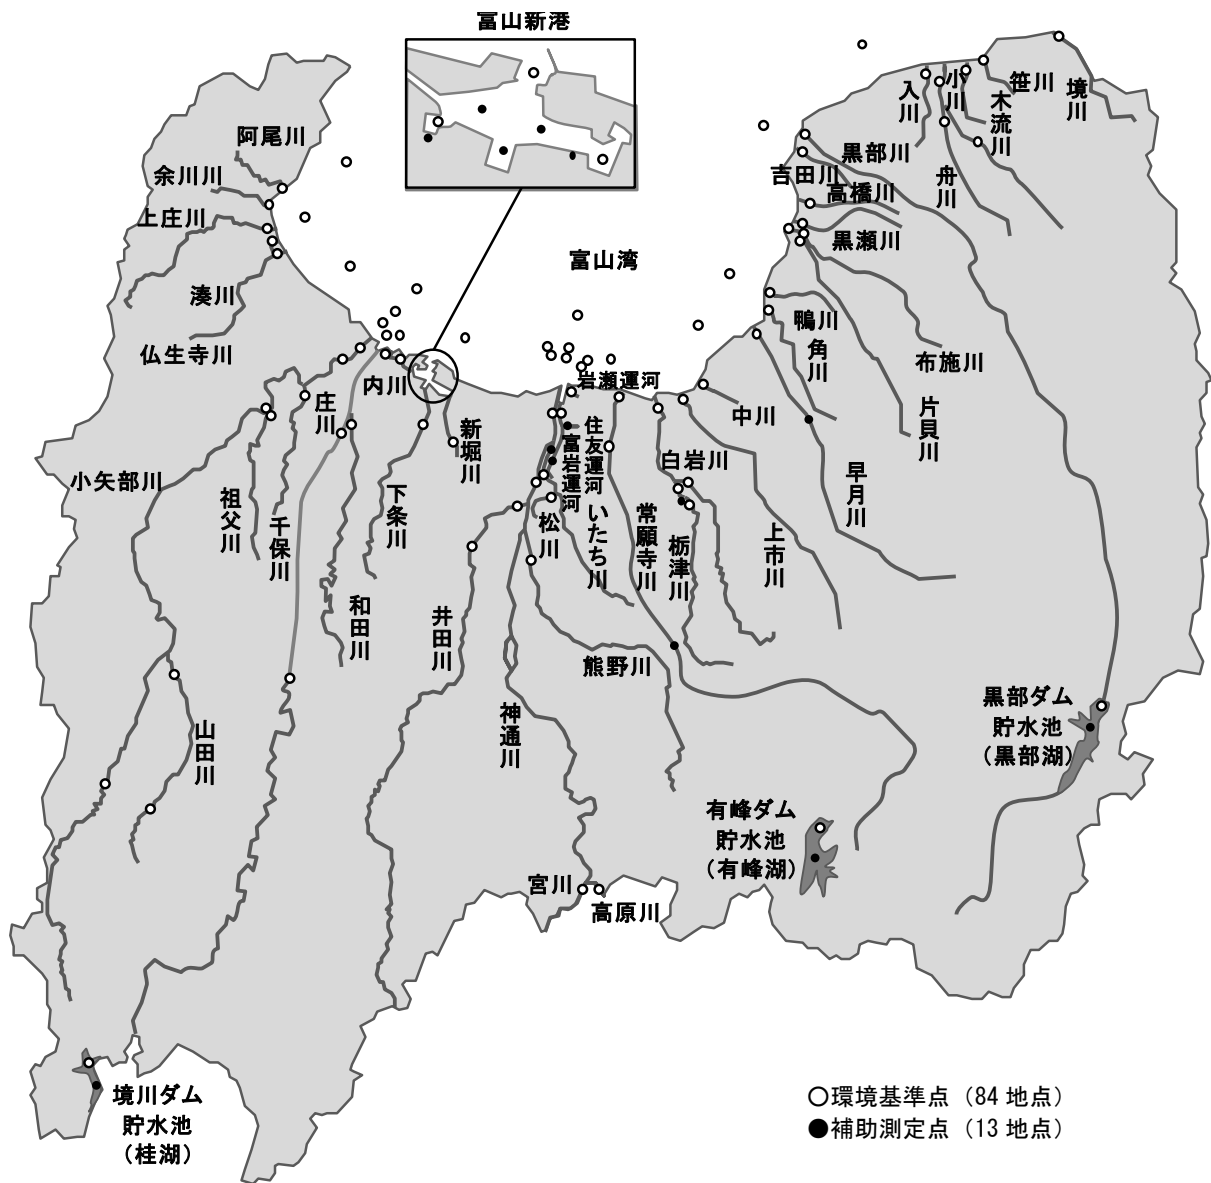 富山新港
阿尾川
余川川
上庄川
湊川
仏生寺川
富山湾
入川
小川
木流川
笹川
境川
黒部川
吉田川
高橋川
舟川
黒瀬川
鴨川
角川
布施川
片貝川
早月川
中川
岩瀬運河
住友運河
富岩運河
内川
庄川
新堀川
小矢部川
祖父川
千保川
下条川
和田川
松川
いたち川
常願寺川
白岩川
栃津川
上市川
井田川
熊野川
神通川
山田川
黒部ダム
貯水池
（黒部湖）
有峰ダム
貯水池
（有峰湖）
宮川
高原川
境川ダム
貯水池
（桂湖）
○環境基準点（84 地点）
●補助測定点（13 地点）